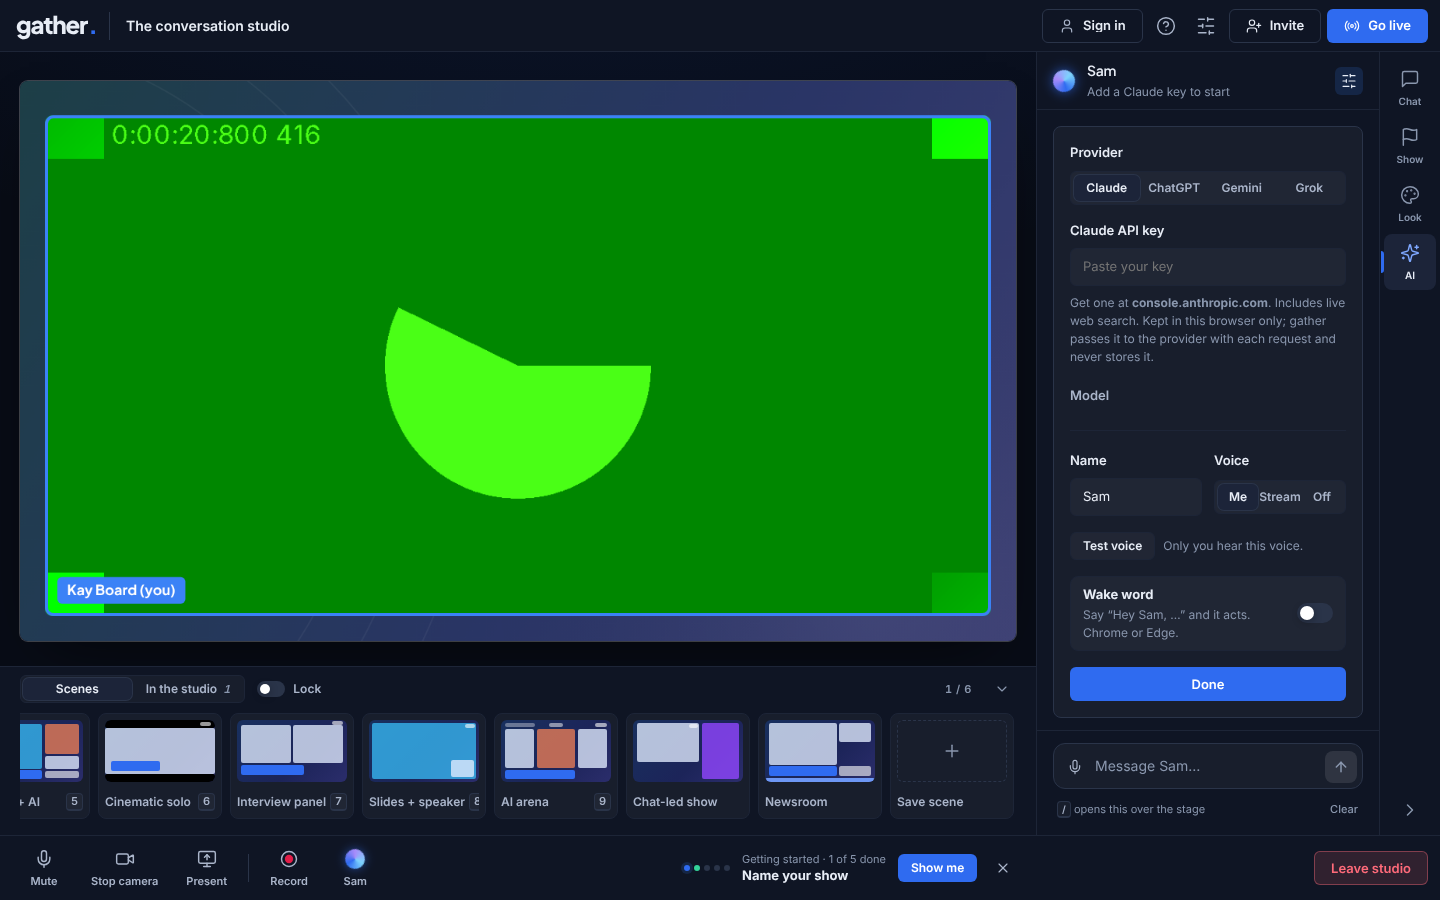 gather.
The conversation studio
Sign in
Invite
Go live
0:00:20:800 416
Kay Board (you)
Scenes
In the studio 1
Lock
1 / 6
+ AI 5
Cinematic solo 6
Interview panel 7
Slides + speaker 8
AI arena 9
Chat-led show
Newsroom
Save scene
Sam
Add a Claude key to start
Provider
Claude
ChatGPT
Gemini
Grok
Claude API key
Paste your key
Get one at console.anthropic.com. Includes live
web search. Kept in this browser only; gather
passes it to the provider with each request and
never stores it.
Model
Name
Voice
Sam
Me
Stream
Off
Test voice
Only you hear this voice.
Wake word
Say “Hey Sam, ...” and it acts.
Chrome or Edge.
Done
Message Sam...
/ opens this over the stage
Clear
Chat
Show
Look
AI
Mute
Stop camera
Present
Record
Sam
Getting started · 1 of 5 done
Name your show
Show me
Leave studio